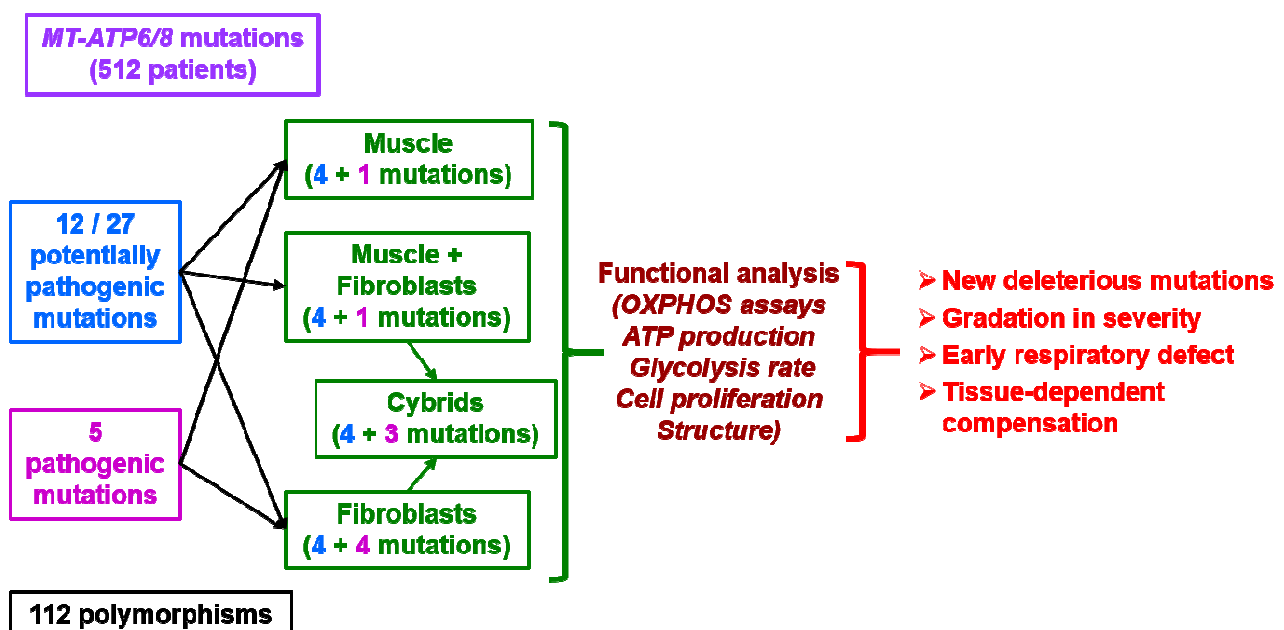 MT-ATP6/8 mutations
(512 patients)
12 / 27
potentially
pathogenic
mutations
5
pathogenic
mutations
112 polymorphisms
Muscle
(4 + 1 mutations)
Muscle +
Fibroblasts
(4 + 1 mutations)
Cybrids
(4 + 3 mutations)
Fibroblasts
(4 + 4 mutations)
Functional analysis
(OXPHOS assays
ATP production
Glycolysis rate
Cell proliferation
Structure)
➢ New deleterious mutations
➢ Gradation in severity
➢ Early respiratory defect
➢ Tissue-dependent
compensation